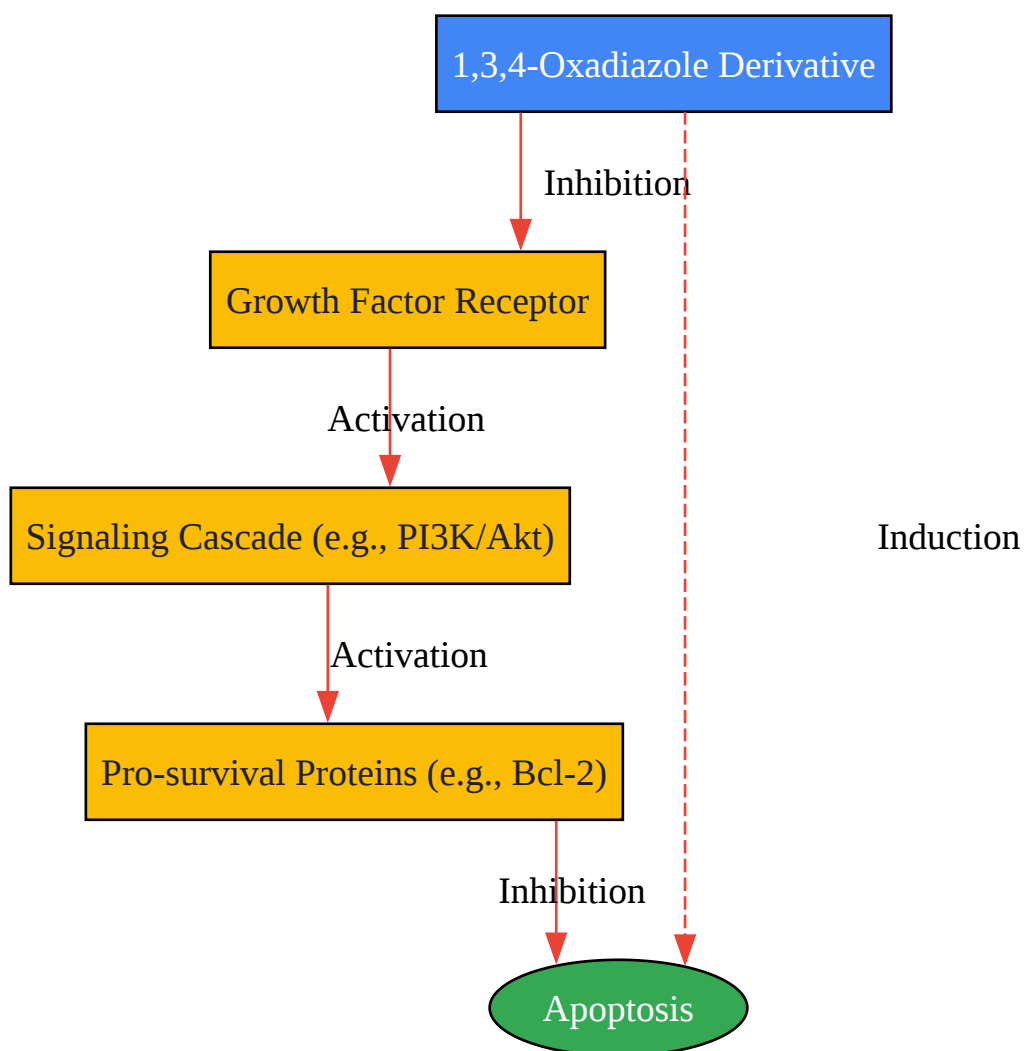 1,3,4-Oxadiazole Derivative
Inhibition
Growth Factor Receptor
Activation
Signaling Cascade (e.g., PI3K/Akt)
Induction
Activation
Pro-survival Proteins (e.g., Bcl-2)
Inhibition
Apoptosis